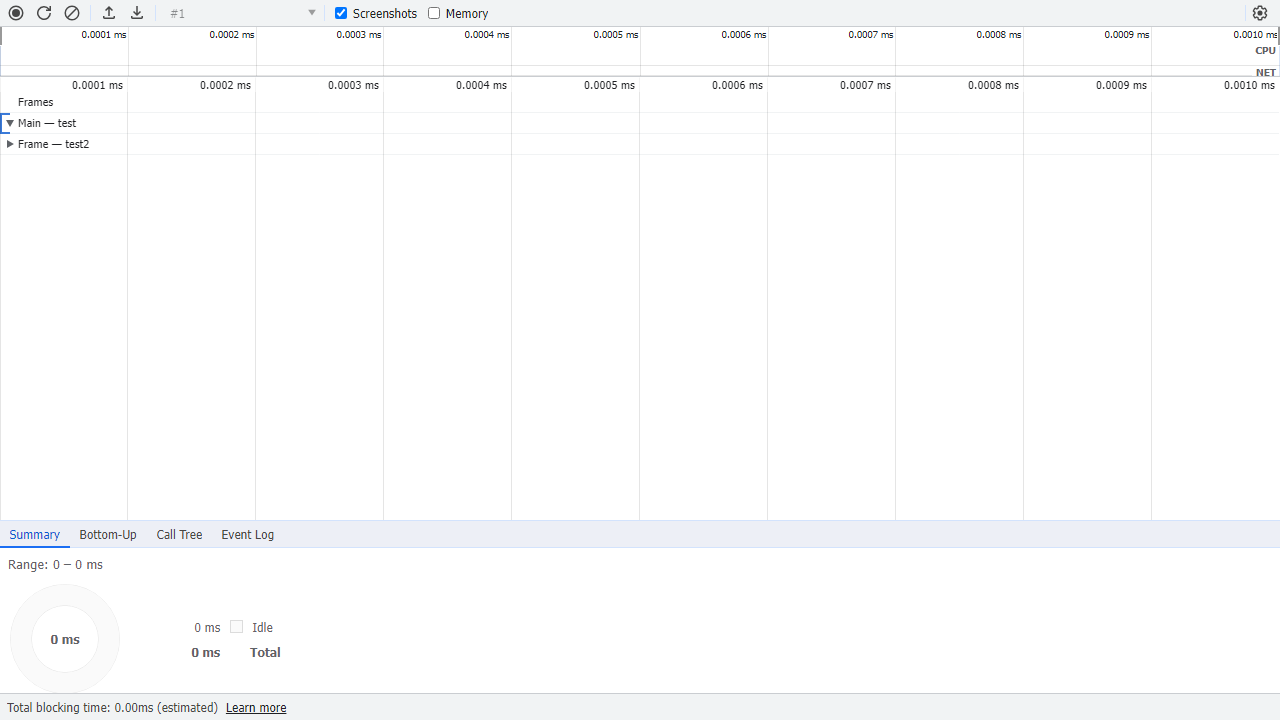 #1 Screenshots Memory
0.0001 ms 0.0002 ms 0.0003 ms 0.0004 ms 0.0005 ms 0.0006 ms 0.0007 ms 0.0008 ms 0.0009 ms 0.0010 ms
CPU
NET
0.0001 ms 0.0002 ms 0.0003 ms 0.0004 ms 0.0005 ms 0.0006 ms 0.0007 ms 0.0008 ms 0.0009 ms 0.0010 ms
Frames
Main — test
Frame — test2
Summary Bottom-Up Call Tree Event Log
Range: 0 – 0 ms
0 ms
0 ms Idle
0 ms Total
Total blocking time: 0.00ms (estimated) Learn more